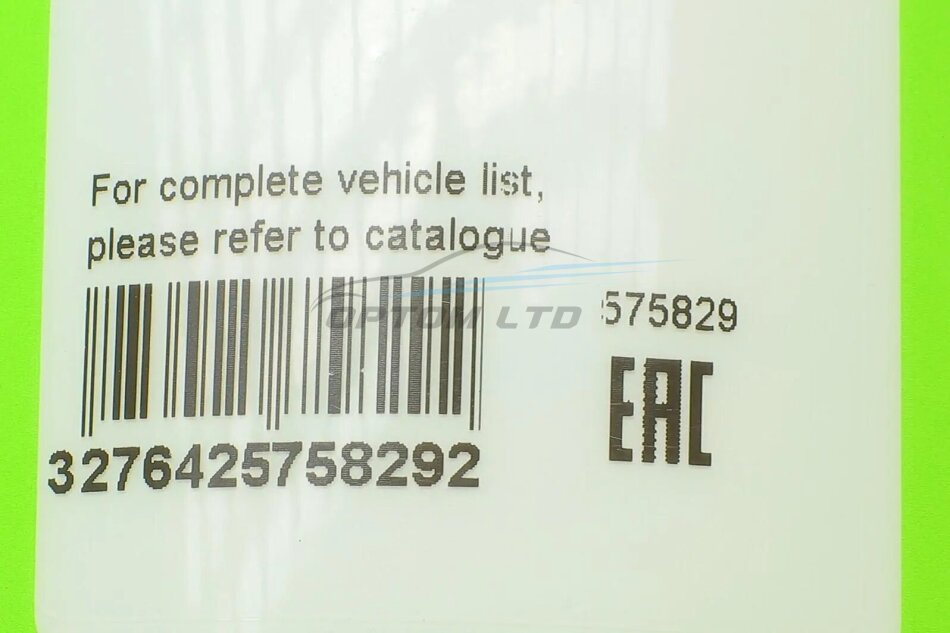 For complete vehicle list,
please refer to catalogue
OPTOM LTD
575829
EAC
3276425758292